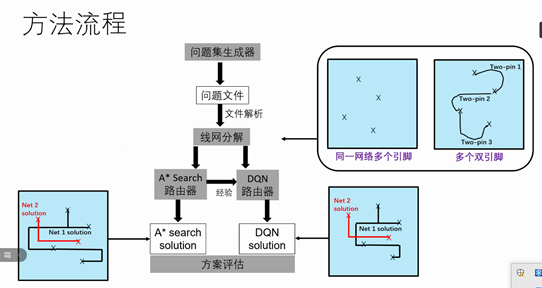 方法流程
问题集生成器
问题文件
文件解析
线网分解
A* Search
路由器
经验
DQN
路由器
A* search
solution
DQN
solution
方案评估
Two-pin 1
Two-pin 2
Two-pin 3
同一网络多个引脚
多个双引脚
Net 2
solution
Net 1 solution
Net 2
solution
Net 1 solution